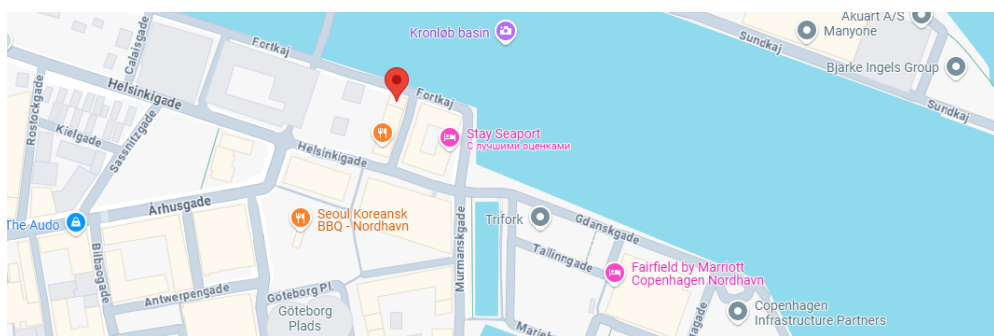 Akuart A/S
Manyone
Kronløb basin
Sundkaj
Bjarke Ingels Group
Sundkaj
Calaisgade
Fortkaj
Helsinkigade
Fortkaj
Rostockgade
Kielgade
Sassnitzgade
Stay Seaport
С лучшими оценками
Helsinkigade
Århusgade
The Audo
Seoul Koreansk
BBQ - Nordhavn
Trifork
Gdanskgade
Murmanskgade
Bilbaogade
Tallinngade
Fairfield by Marriott
Copenhagen Nordhavn
Antwerpengade
Göteborg Pl.
Göteborg
Plads
Copenhagen
Infrastructure Partners